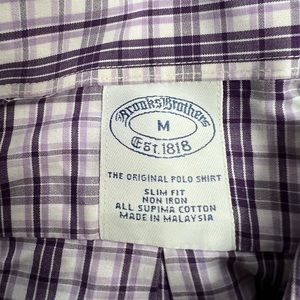 Brooks Brothers
M
Est. 1818
THE ORIGINAL POLO SHIRT
SLIM FIT
NON IRON
ALL SUPIMA COTTON
MADE IN MALAYSIA